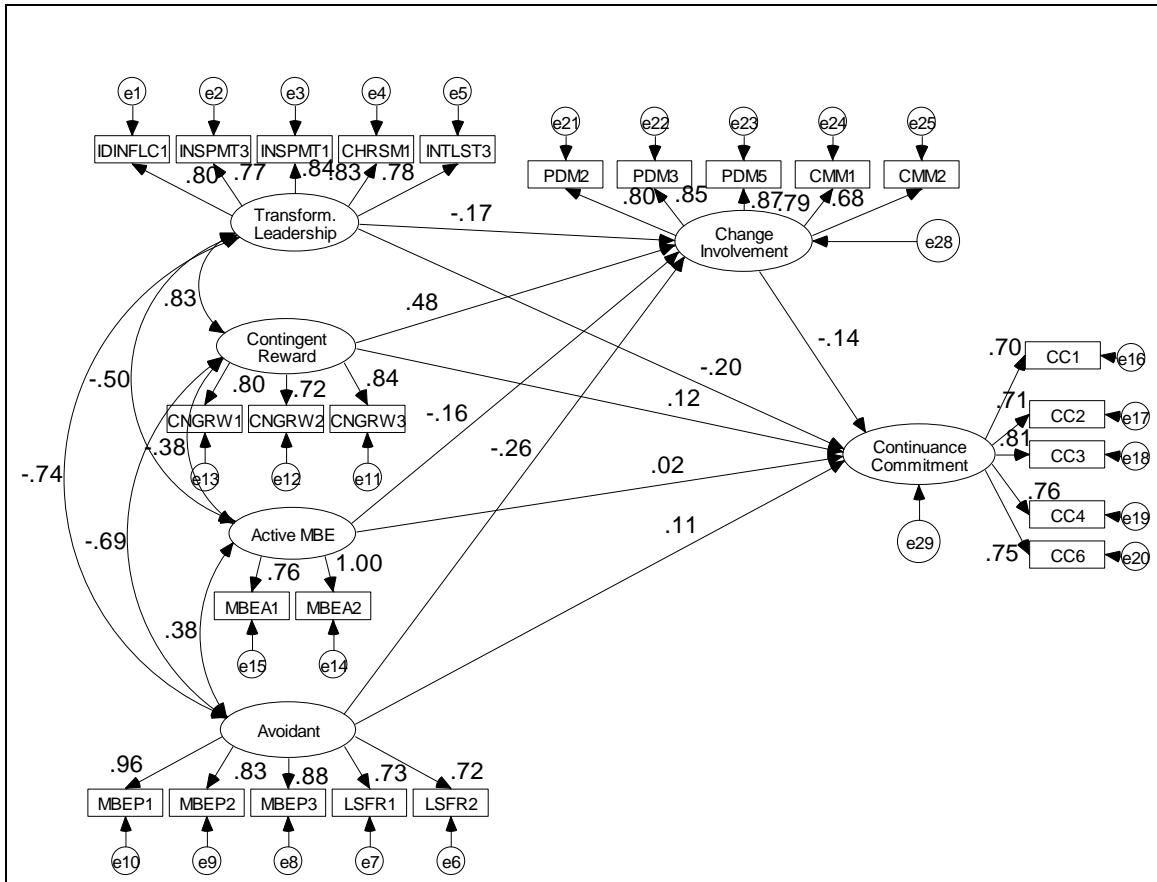 e1 e2 e3 e4 e5
IDINFLC1 INSPMT3 INSPMT1 CHRSM1 INTLST3
.80 .77 .84 .83 .78
Transform.
Leadership
e21 e22 e23 e24 e25
PDM2 PDM3 PDM5 CMM1 CMM2
.80 .85 .87 .79 .68
Change
Involvement
e28
-.17
.83
.48
-.14
Contingent
Reward
.80 .72 .84
CNGRW1 CNGRW2 CNGRW3
e13 e12 e11
-.50
-.38
-.74
-.69
.38
-.20
.12
-.16
-.26
.02
.11
Continuance
Commitment
e29
.70 CC1 e16
.71 CC2 e17
.81 CC3 e18
.76 CC4 e19
.75 CC6 e20
Active MBE
.76 1.00
MBEA1 MBEA2
e15 e14
Avoidant
.96 .83 .88 .73 .72
MBEP1 MBEP2 MBEP3 LSFR1 LSFR2
e10 e9 e8 e7 e6